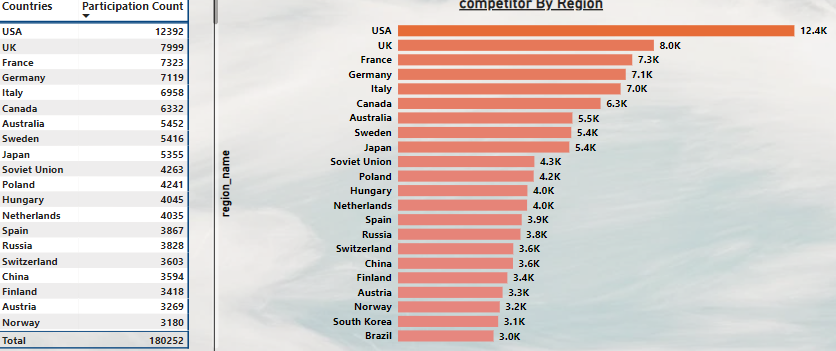 Countries Participation Count
USA 12392
UK 7999
France 7323
Germany 7119
Italy 6958
Canada 6332
Australia 5452
Sweden 5416
Japan 5355
Soviet Union 4263
Poland 4241
Hungary 4045
Netherlands 4035
Spain 3867
Russia 3828
Switzerland 3603
China 3594
Finland 3418
Austria 3269
Norway 3180
Total 180252
competitor By Region
region_name
USA 12.4K
UK 8.0K
France 7.3K
Germany 7.1K
Italy 7.0K
Canada 6.3K
Australia 5.5K
Sweden 5.4K
Japan 5.4K
Soviet Union 4.3K
Poland 4.2K
Hungary 4.0K
Netherlands 4.0K
Spain 3.9K
Russia 3.8K
Switzerland 3.6K
China 3.6K
Finland 3.4K
Austria 3.3K
Norway 3.2K
South Korea 3.1K
Brazil 3.0K